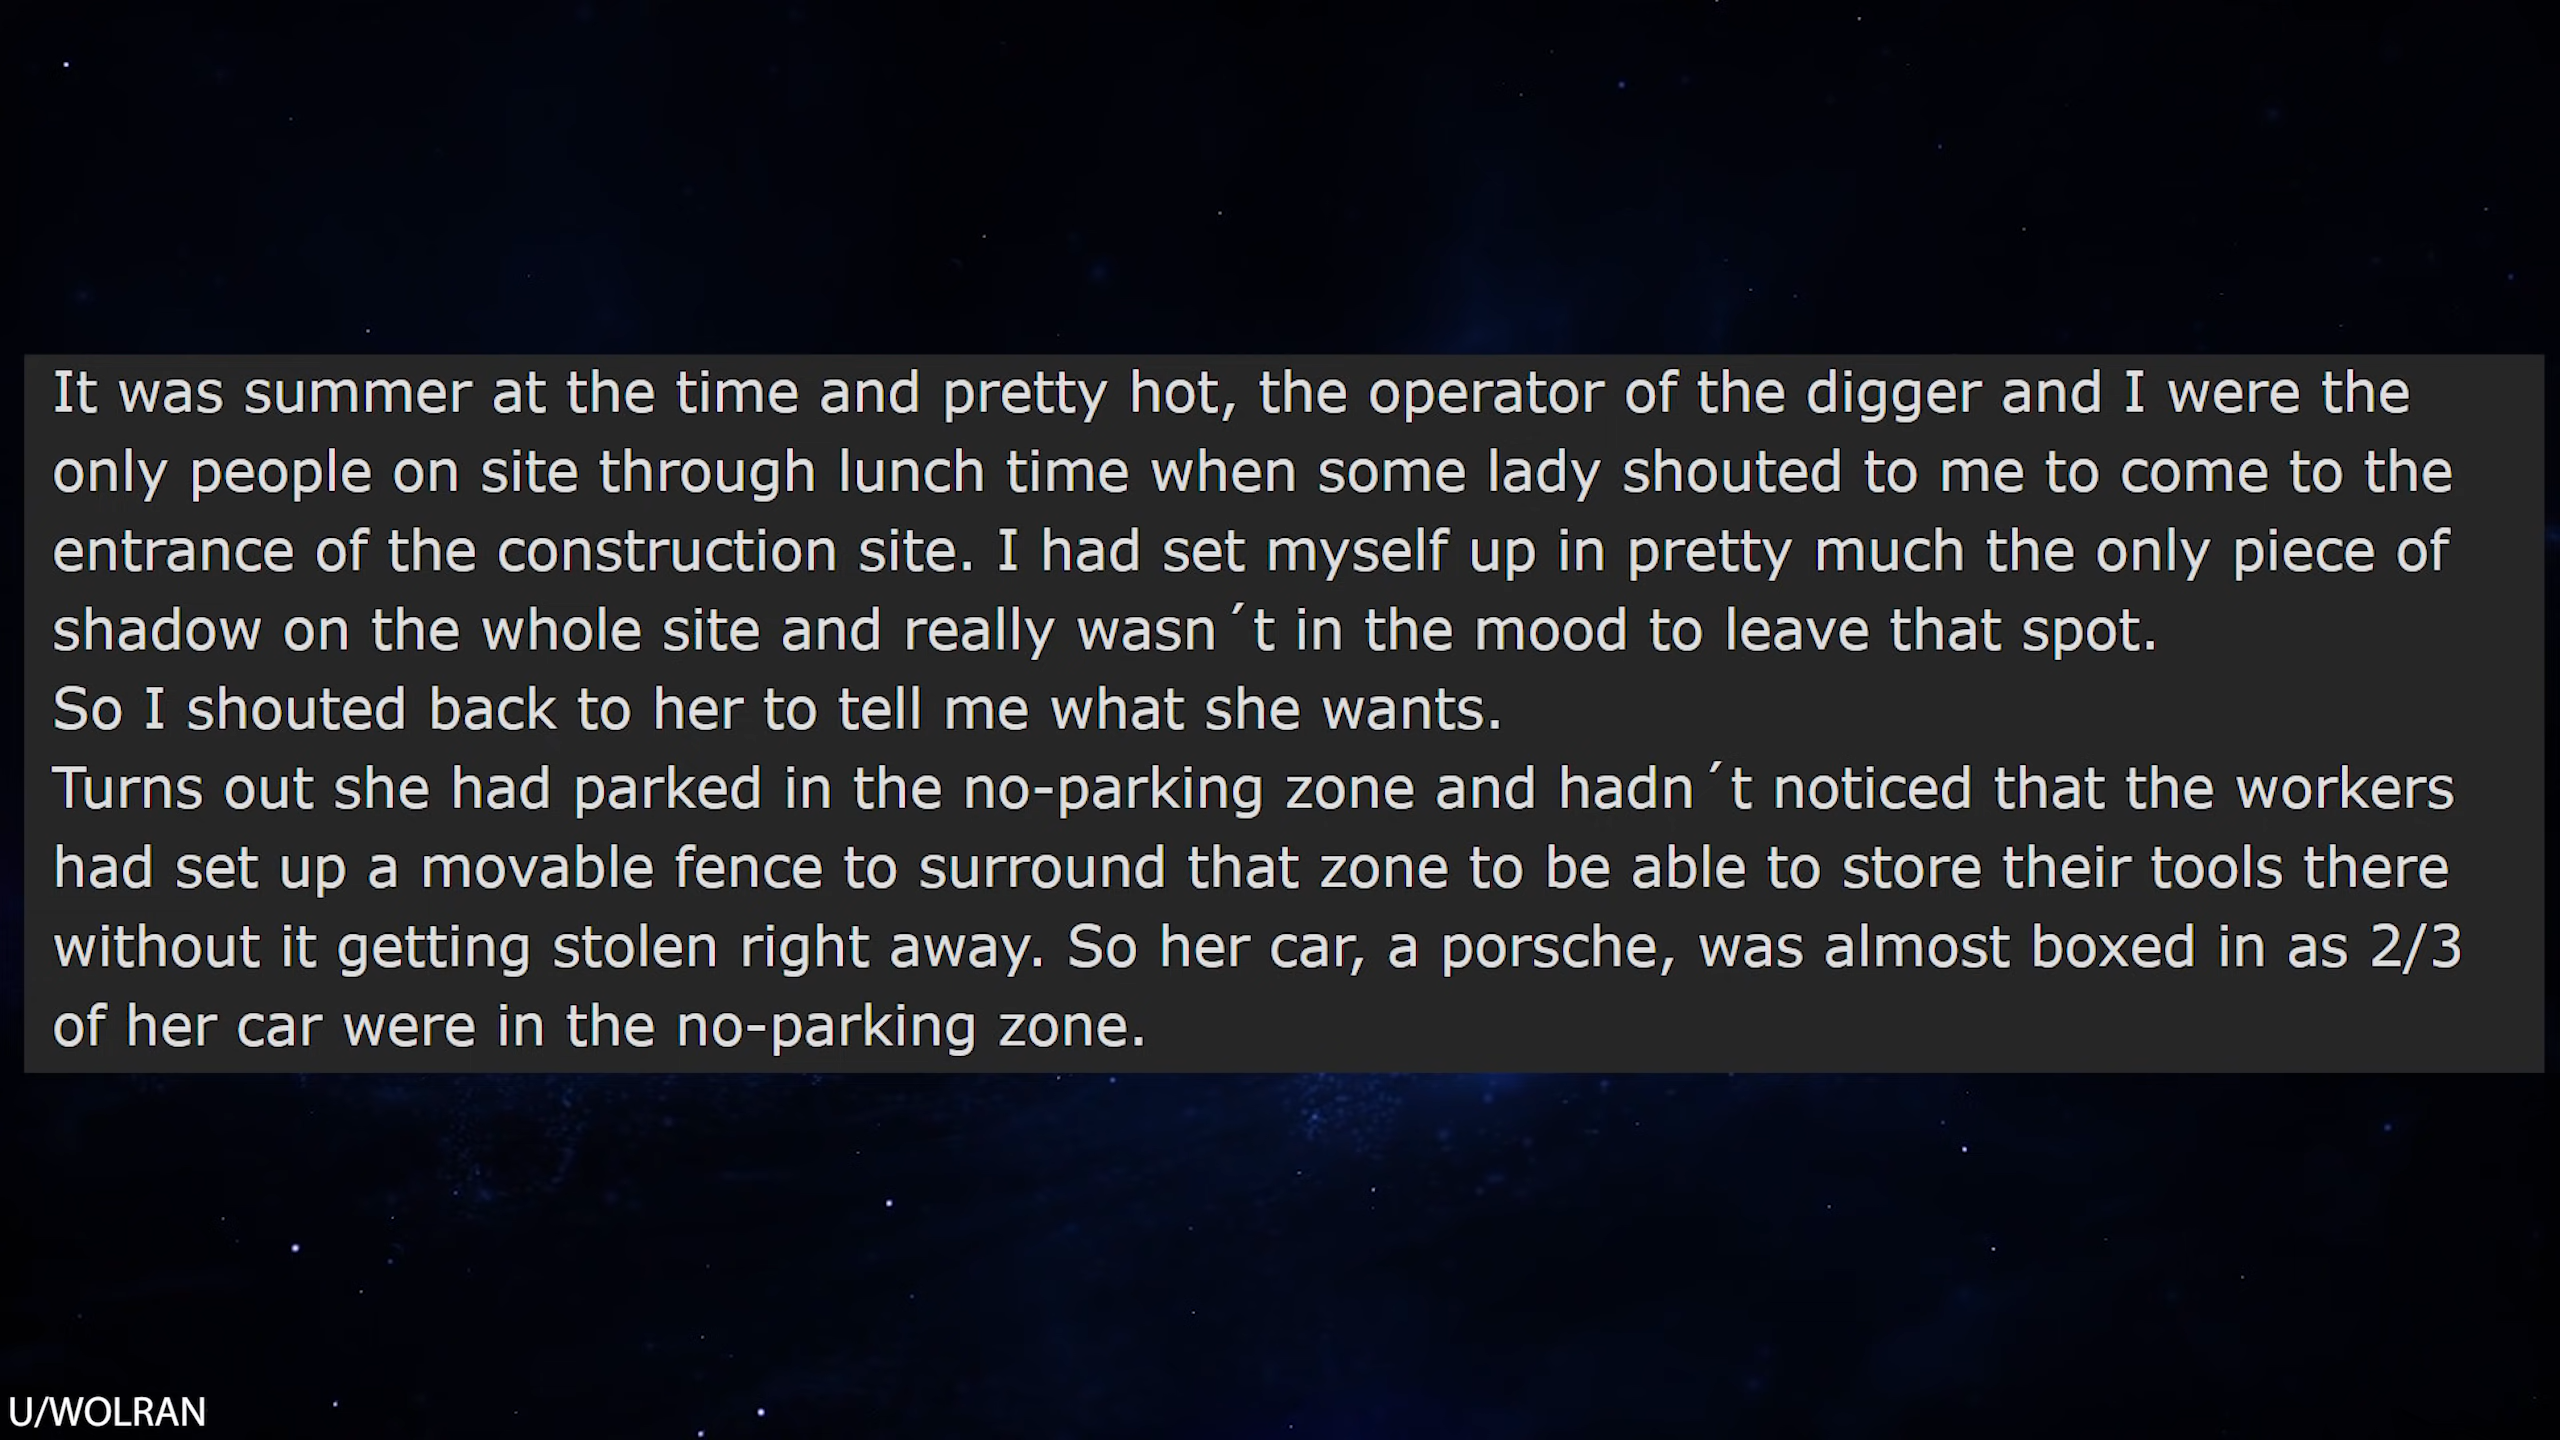 It was summer at the time and pretty hot, the operator of the digger and I were the
only people on site through lunch time when some lady shouted to me to come to the
entrance of the construction site. I had set myself up in pretty much the only piece of
shadow on the whole site and really wasn´t in the mood to leave that spot.
So I shouted back to her to tell me what she wants.
Turns out she had parked in the no-parking zone and hadn´t noticed that the workers
had set up a movable fence to surround that zone to be able to store their tools there
without it getting stolen right away. So her car, a porsche, was almost boxed in as 2/3
of her car were in the no-parking zone.
U/WOLRAN